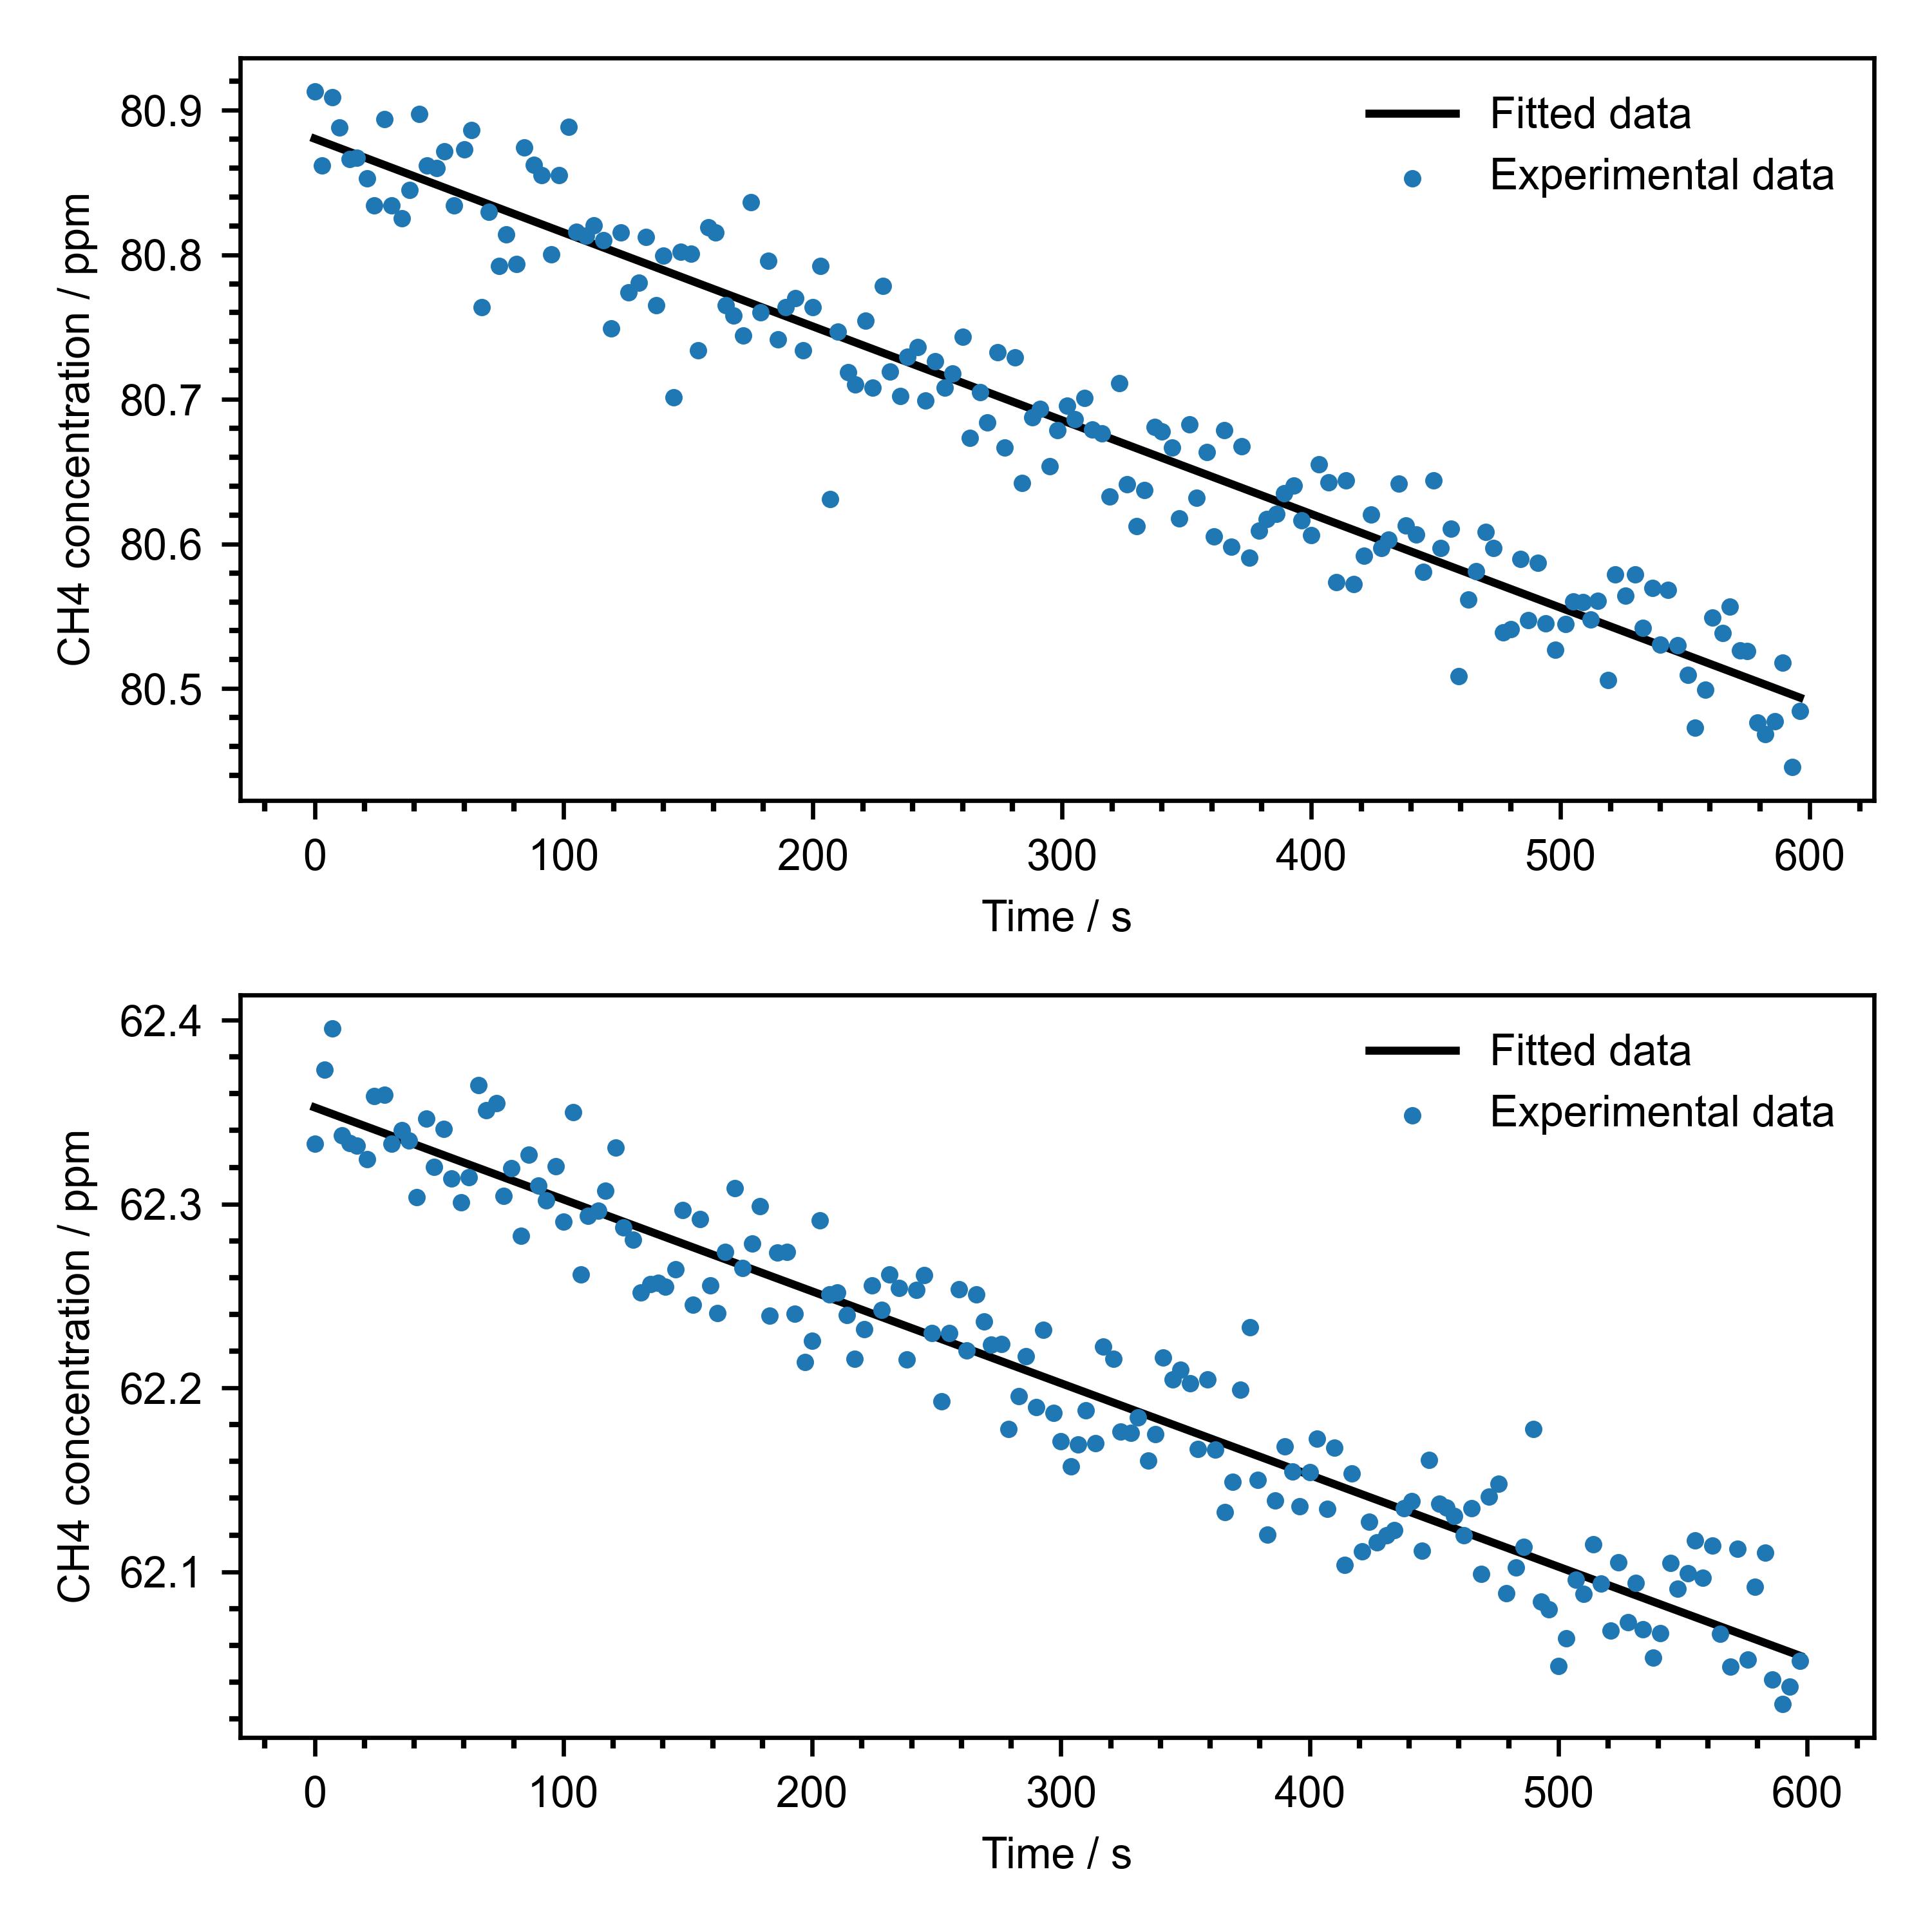 80.9
80.8
80.7
80.6
80.5
CH4 concentration / ppm
Fitted data
Experimental data
0 100 200 300 400 500 600
Time / s
62.4
62.3
62.2
62.1
CH4 concentration / ppm
Fitted data
Experimental data
0 100 200 300 400 500 600
Time / s